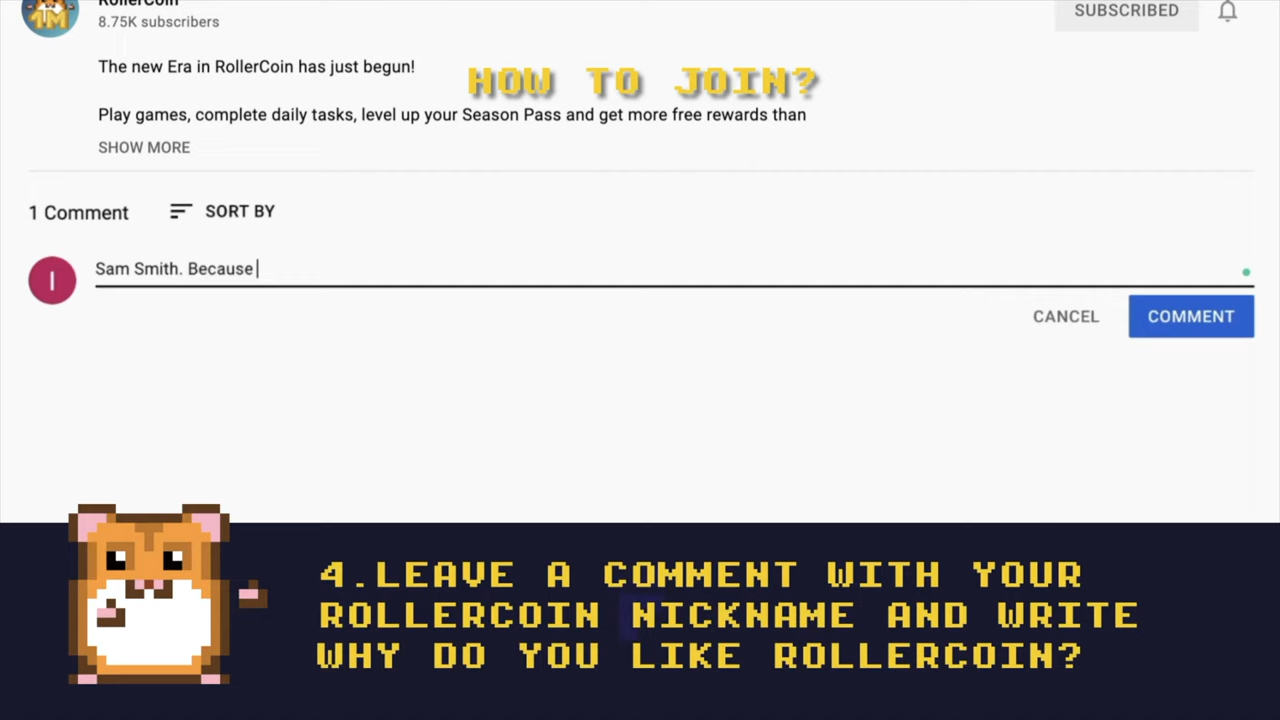 RollerCoin
8.75K subscribers
SUBSCRIBED
The new Era in RollerCoin has just begun!
HOW TO JOIN?
Play games, complete daily tasks, level up your Season Pass and get more free rewards than
SHOW MORE
1 Comment
SORT BY
I
Sam Smith. Because
CANCEL
COMMENT
4.LEAVE A COMMENT WITH YOUR
ROLLERCOIN NICKNAME AND WRITE
WHY DO YOU LIKE ROLLERCOIN?
1M